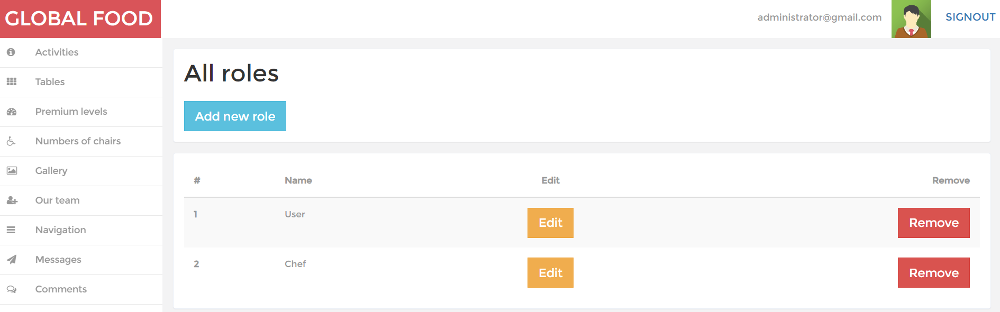 GLOBAL FOOD
administrator@gmail.com SIGNOUT
Activities
Tables
Premium levels
Numbers of chairs
Gallery
Our team
Navigation
Messages
Comments
All roles
Add new role
# Name Edit Remove
1 User Edit Remove
2 Chef Edit Remove